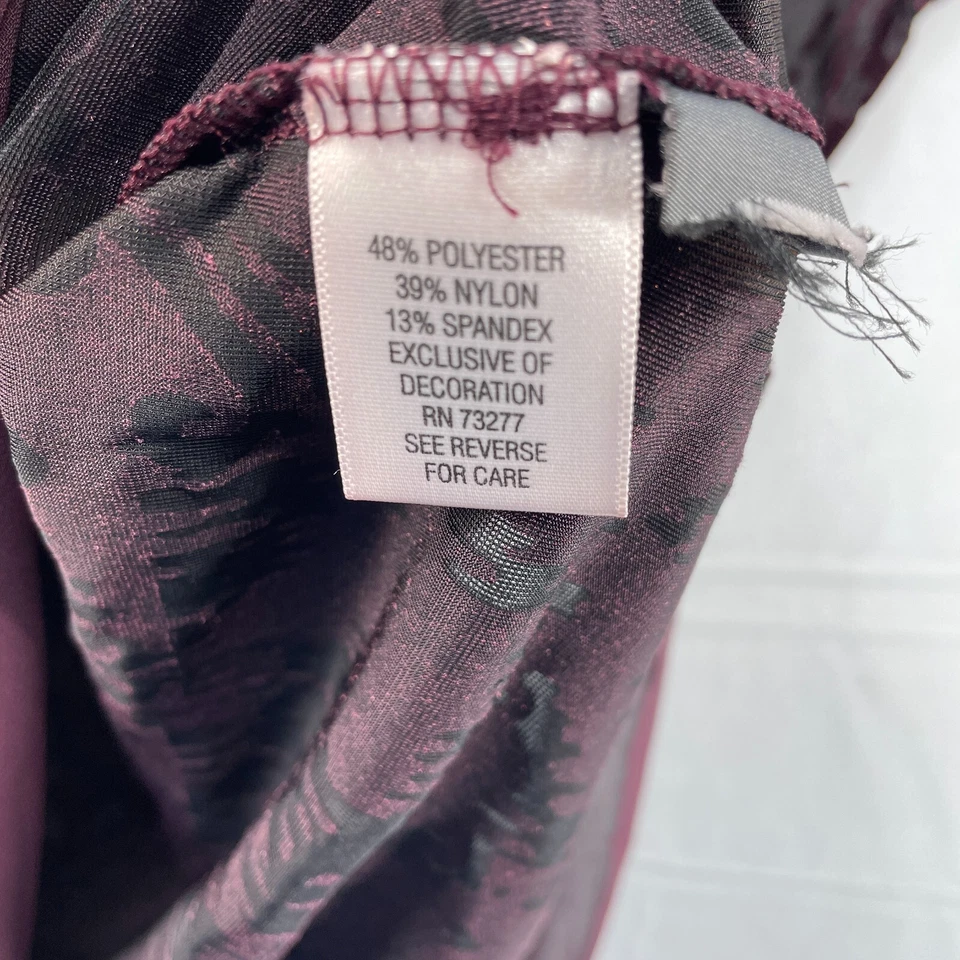 48% POLYESTER
39% NYLON
13% SPANDEX
EXCLUSIVE OF
DECORATION
RN 73277
SEE REVERSE
FOR CARE